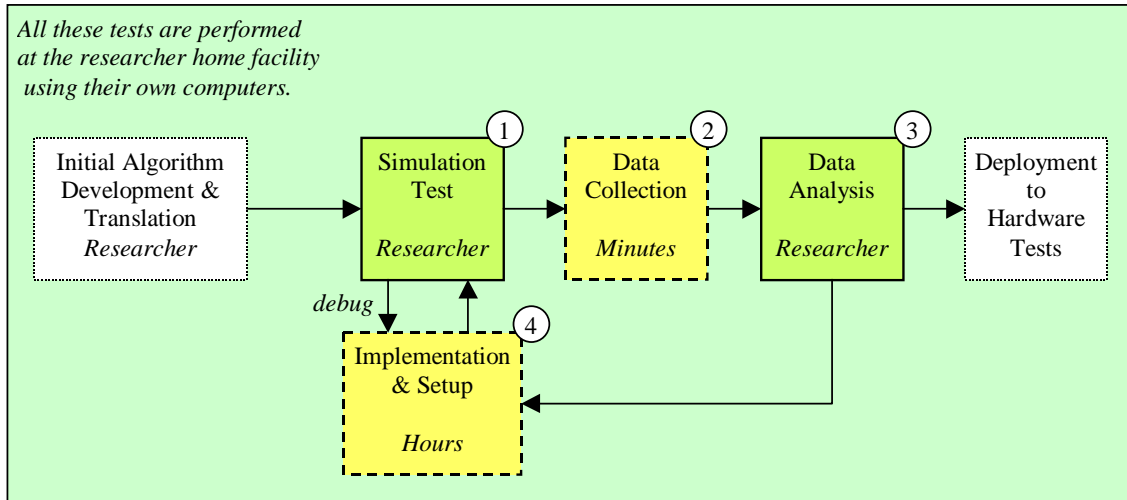 All these tests are performed
at the researcher home facility
using their own computers.
Initial Algorithm
Development &
Translation
Researcher
1
Simulation
Test
Researcher
2
Data
Collection
Minutes
3
Data
Analysis
Researcher
Deployment
to
Hardware
Tests
debug
4
Implementation
& Setup
Hours